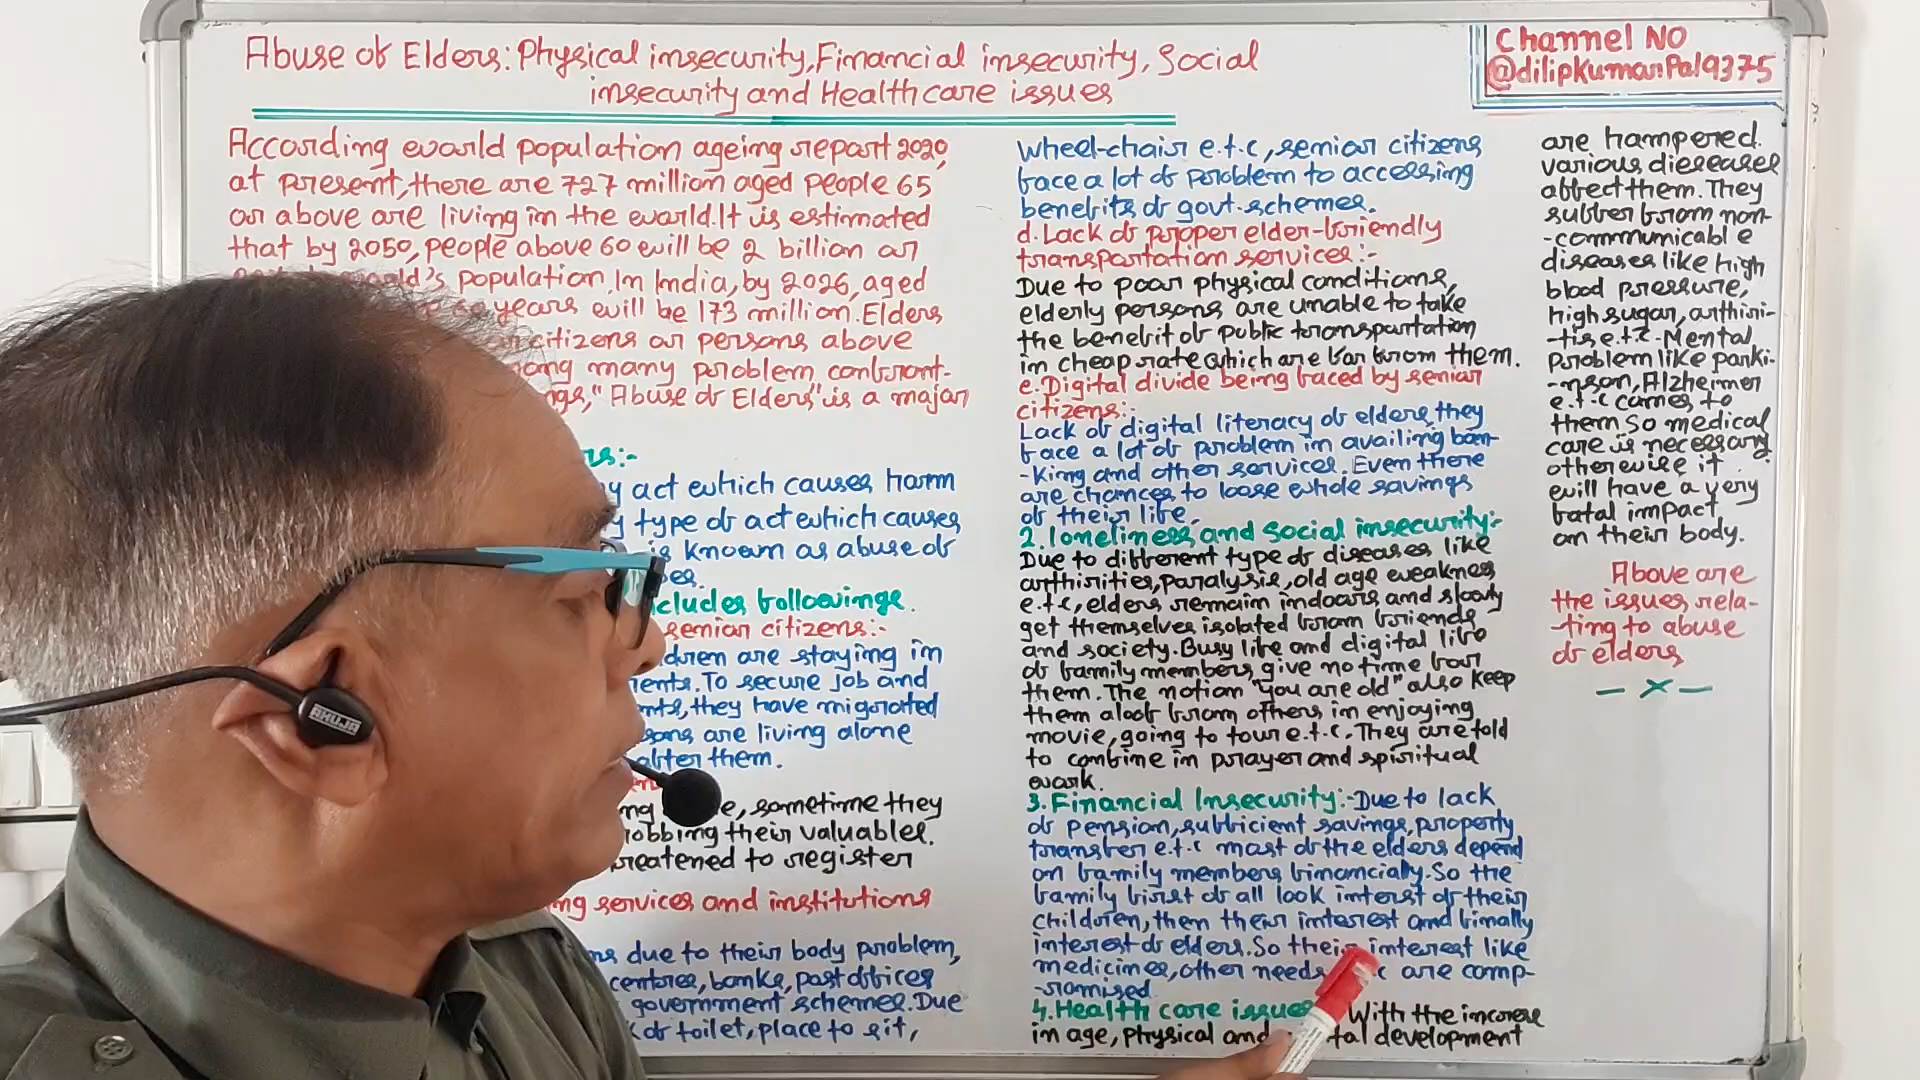 Abuse of Elders: Physical insecurity, Financial insecurity, Social
insecurity and Healthcare issues
Channel NO
@dilipkumarPal9375
According world population ageing report 2020,
at present, there are 727 million aged people 65
or above are living in the world. It is estimated
that by 2050, people above 60 will be 2 billion or
world's population. In India, by 2026, aged
years will be 173 million. Elders
citizens or persons above
many problem confront-
"Abuse of Elders" is a major
act which causes harm
type of act which causes
is known as abuse of
includes followings.
senior citizens:-
children are staying in
To secure job and
they have migrated
are living alone
after them.
sometime they
robbing their valuables.
threatened to register
services and institutions
due to their body problem,
centres, banks, post offices
government schemes. Due
of toilet, place to sit,
wheel-chair e.t.c, senior citizens
face a lot of problem to accessing
benefits of govt. schemes.
d. Lack of proper elder-friendly
transportation services:-
Due to poor physical conditions,
elderly persons are unable to take
the benefit of public transportation
in cheap rate which are far from them.
e. Digital divide being faced by senior
citizens:-
Lack of digital literacy of elders, they
face a lot of problem in availing ban-
-king and other services. Even there
are chances to loose whole savings
of their life.
2. loneliness and Social insecurity:-
Due to different type of diseases like
arthirities, paralysis, old age weakness
e.t.c, elders remain indoors and slowly
get themselves isolated from friends
and society. Busy life and digital life
of family members, give no time for
them. The notion "you are old" also keep
them aloof from others in enjoying
movie, going to tour e.t.c. They are told
to confine in prayer and spiritual
work.
3. Financial Insecurity:- Due to lack
of pension, sufficient savings, property
transfer e.t.c most of the elders depend
on family members financially. So the
family first of all look interst of their
children, then their interest and finally
interest of elders. So their interest like
medicines, other needs are comp-
-romised.
4. Health care issues With the increse
in age, physical and development
are hampered.
various dieseases
affect them. They
suffer from non-
-communicable
diseases like high
blood pressure,
high sugar, arthiri-
-tis e.t.c. Mental
problem like parki-
-nson, Alzheimer
e.t.c comes to
them So medical
care is necessary
otherwise it
will have a very
fatal impact
on their body.
Above are
the issues rela-
-ting to abuse
of elders
— x —
AHUJA